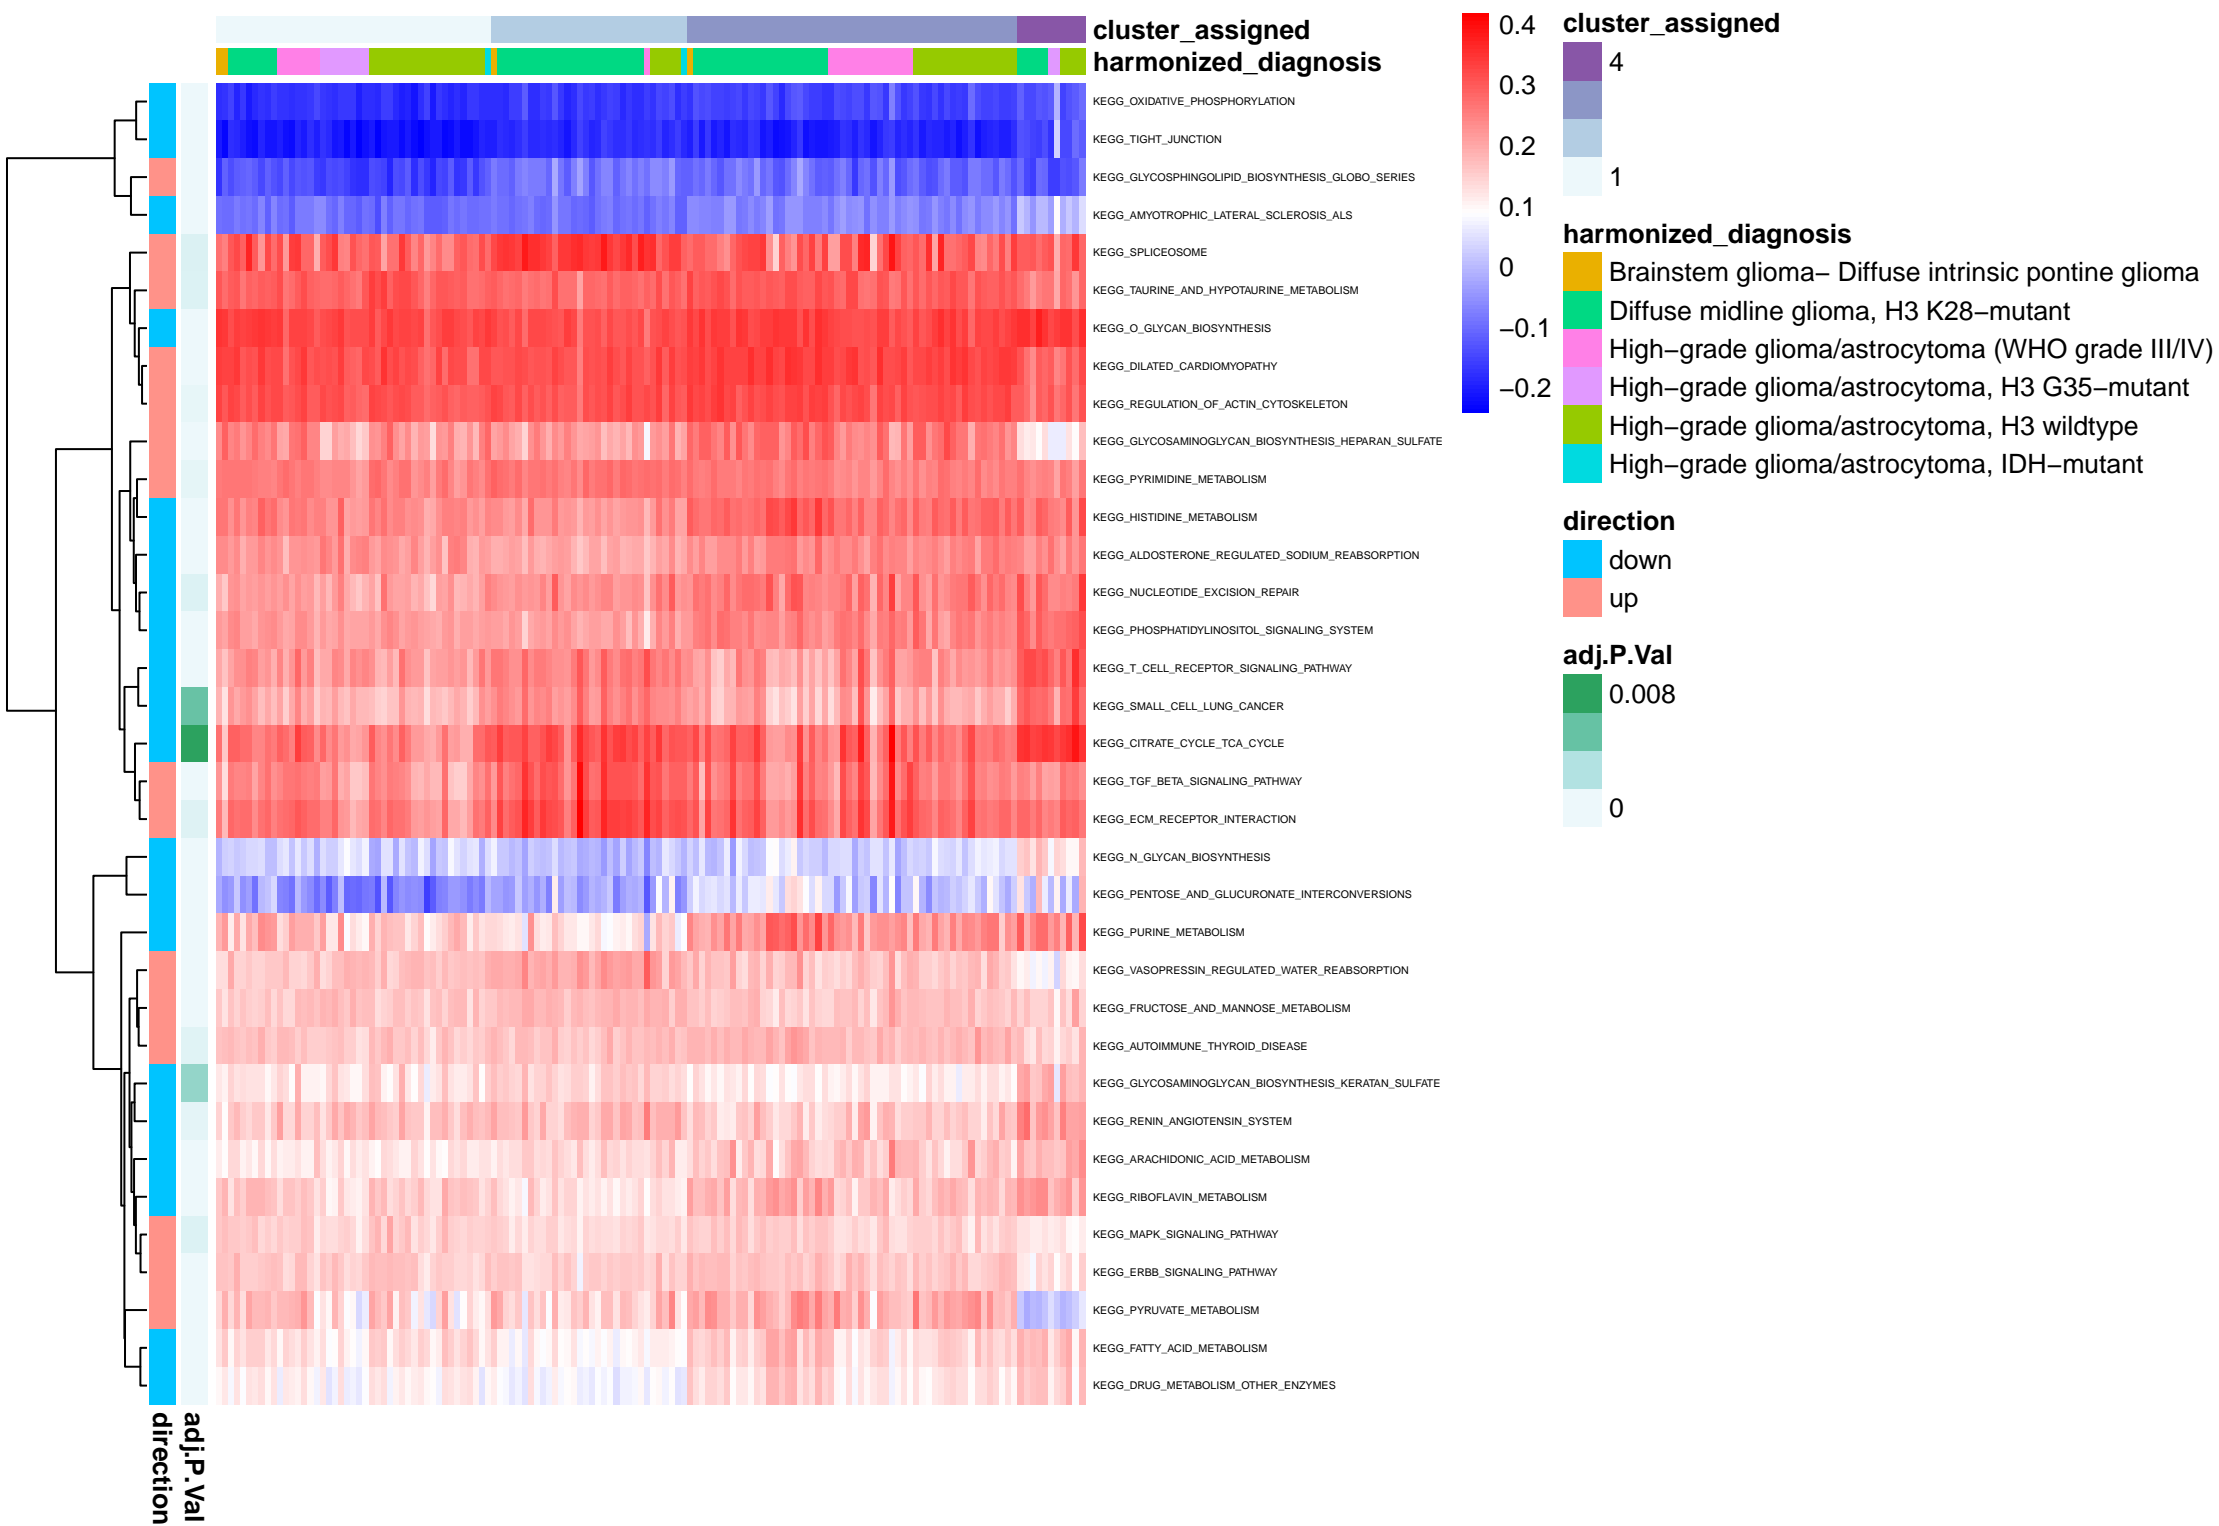 cluster_assigned
harmonized_diagnosis
KEGG_OXIDATIVE_PHOSPHORYLATION
KEGG_TIGHT_JUNCTION
KEGG_GLYCOSPHINGOLIPID_BIOSYNTHESIS_GLOBO_SERIES
KEGG_AMYOTROPHIC_LATERAL_SCLEROSIS_ALS
KEGG_SPLICEOSOME
KEGG_TAURINE_AND_HYPOTAURINE_METABOLISM
KEGG_O_GLYCAN_BIOSYNTHESIS
KEGG_DILATED_CARDIOMYOPATHY
KEGG_REGULATION_OF_ACTIN_CYTOSKELETON
KEGG_GLYCOSAMINOGLYCAN_BIOSYNTHESIS_HEPARAN_SULFATE
KEGG_PYRIMIDINE_METABOLISM
KEGG_HISTIDINE_METABOLISM
KEGG_ALDOSTERONE_REGULATED_SODIUM_REABSORPTION
KEGG_NUCLEOTIDE_EXCISION_REPAIR
KEGG_PHOSPHATIDYLINOSITOL_SIGNALING_SYSTEM
KEGG_T_CELL_RECEPTOR_SIGNALING_PATHWAY
KEGG_SMALL_CELL_LUNG_CANCER
KEGG_CITRATE_CYCLE_TCA_CYCLE
KEGG_TGF_BETA_SIGNALING_PATHWAY
KEGG_ECM_RECEPTOR_INTERACTION
KEGG_N_GLYCAN_BIOSYNTHESIS
KEGG_PENTOSE_AND_GLUCURONATE_INTERCONVERSIONS
KEGG_PURINE_METABOLISM
KEGG_VASOPRESSIN_REGULATED_WATER_REABSORPTION
KEGG_FRUCTOSE_AND_MANNOSE_METABOLISM
KEGG_AUTOIMMUNE_THYROID_DISEASE
KEGG_GLYCOSAMINOGLYCAN_BIOSYNTHESIS_KERATAN_SULFATE
KEGG_RENIN_ANGIOTENSIN_SYSTEM
KEGG_ARACHIDONIC_ACID_METABOLISM
KEGG_RIBOFLAVIN_METABOLISM
KEGG_MAPK_SIGNALING_PATHWAY
KEGG_ERBB_SIGNALING_PATHWAY
KEGG_PYRUVATE_METABOLISM
KEGG_FATTY_ACID_METABOLISM
KEGG_DRUG_METABOLISM_OTHER_ENZYMES
direction
adj.P.Val
0.4
0.3
0.2
0.1
0
−0.1
−0.2
cluster_assigned
4
1
harmonized_diagnosis
Brainstem glioma− Diffuse intrinsic pontine glioma
Diffuse midline glioma, H3 K28−mutant
High−grade glioma/astrocytoma (WHO grade III/IV)
High−grade glioma/astrocytoma, H3 G35−mutant
High−grade glioma/astrocytoma, H3 wildtype
High−grade glioma/astrocytoma, IDH−mutant
direction
down
up
adj.P.Val
0.008
0